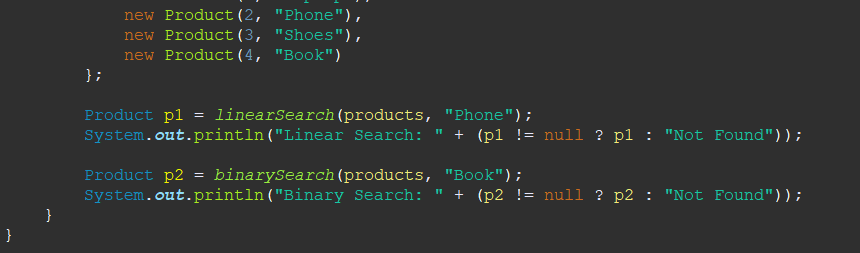 new Product(2, "Phone"),
new Product(3, "Shoes"),
new Product(4, "Book")
};
Product p1 = linearSearch(products, "Phone");
System.out.println("Linear Search: " + (p1 != null ? p1 : "Not Found"));
Product p2 = binarySearch(products, "Book");
System.out.println("Binary Search: " + (p2 != null ? p2 : "Not Found"));
}
}